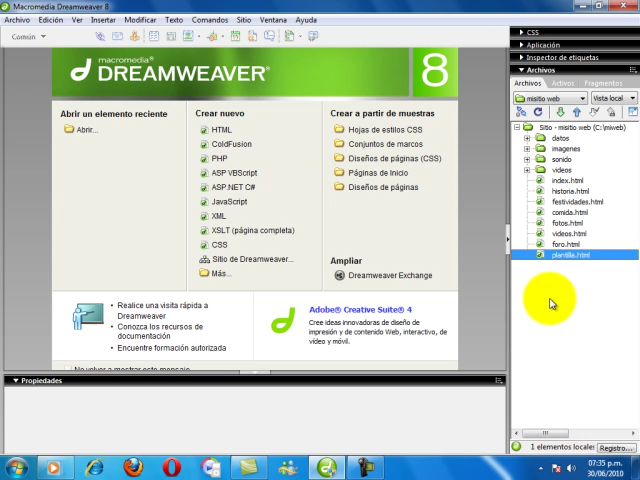 Macromedia Dreamweaver 8
Archivo Edición Ver Insertar Modificar Texto Comandos Sitio Ventana Ayuda
Común
macromedia®
DREAMWEAVER®
8
Abrir un elemento reciente
Abrir...
Crear nuevo
HTML
ColdFusion
PHP
ASP VBScript
ASP.NET C#
JavaScript
XML
XSLT (página completa)
CSS
Sitio de Dreamweaver...
Más...
Crear a partir de muestras
Hojas de estilos CSS
Conjuntos de marcos
Diseños de páginas (CSS)
Páginas de Inicio
Diseños de páginas
Ampliar
Dreamweaver Exchange
• Realice una visita rápida a
Dreamweaver
• Conozca los recursos de
documentación
• Encuentre formación
autorizada
Adobe® Creative Suite® 4
Cree ideas innovadoras de diseño de
impresión y de contenido Web, interactivo, de
vídeo y móvil.
No volver a mostrar este mensaje
Propiedades
CSS
Aplicación
Inspector de etiquetas
Archivos
Archivos Activos Fragmentos
misitio web Vista local
Sitio - misitio web (C:\miweb)
datos
imagenes
sonido
videos
index.html
historia.html
festividades.html
comida.html
fotos.html
videos.html
foro.html
plantilla.html
1 elementos locales Registro...
07:35 p.m.
30/06/2010